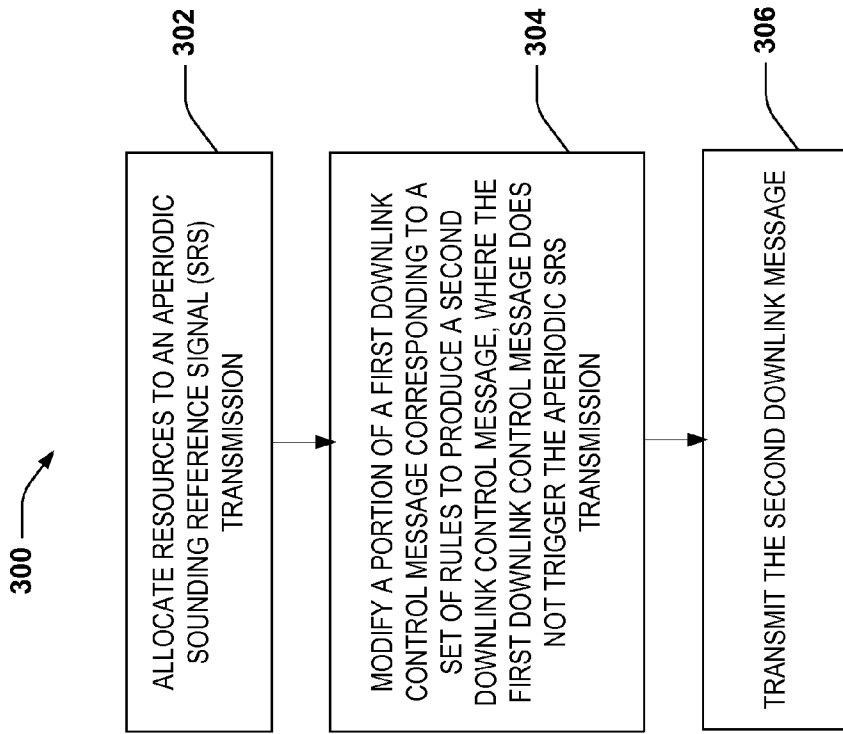 300
ALLOCATE RESOURCES TO AN APERIODIC
SOUNDING REFERENCE SIGNAL (SRS)
TRANSMISSION
302
MODIFY A PORTION OF A FIRST DOWNLINK
CONTROL MESSAGE CORRESPONDING TO A
SET OF RULES TO PRODUCE A SECOND
DOWNLINK CONTROL MESSAGE, WHERE THE
FIRST DOWNLINK CONTROL MESSAGE DOES
NOT TRIGGER THE APERIODIC SRS
TRANSMISSION
304
TRANSMIT THE SECOND DOWNLINK MESSAGE
306